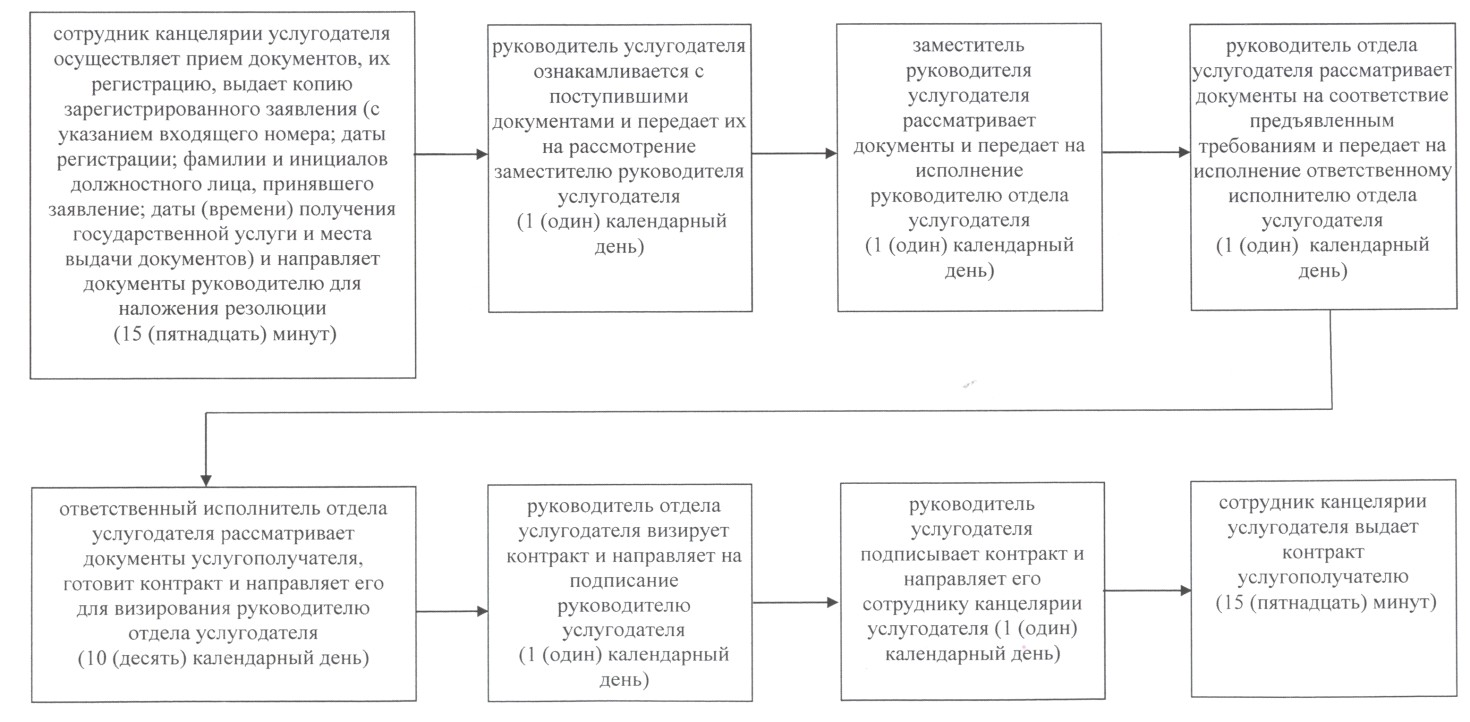 сотрудник канцелярии услугодателя
осуществляет прием документов, их
регистрацию, выдает копию
зарегистрированного заявления (с
указанием входящего номера; даты
регистрации; фамилии и инициалов
должностного лица, принявшего
заявление; даты (времени) получения
государственной услуги и места
выдачи документов) и направляет
документы руководителю для
наложения резолюции
(15 (пятнадцать) минут)
руководитель услугодателя
ознакамливается с
поступившими
документами и передает их
на рассмотрение
заместителю руководителя
услугодателя
(1 (один) календарный
день)
заместитель
руководителя
услугодателя
рассматривает
документы и передает на
исполнение
руководителю отдела
услугодателя
(1 (один) календарный
день)
руководитель отдела
услугодателя рассматривает
документы на соответствие
предъявленным
требованиям и передает на
исполнение ответственному
исполнителю отдела
услугодателя
(1 (один) календарный
день)
ответственный исполнитель отдела
услугодателя рассматривает
документы услугополучателя,
готовит контракт и направляет его
для визирования руководителю
отдела услугодателя
(10 (десять) календарный день)
руководитель отдела
услугодателя визирует
контракт и направляет на
подписание
руководителю
услугодателя
(1 (один) календарный
день)
руководитель
услугодателя
подписывает контракт и
направляет его
сотруднику канцелярии
услугодателя (1 (один)
календарный день)
сотрудник канцелярии
услугодателя выдает
контракт
услугополучателю
(15 (пятнадцать) минут)